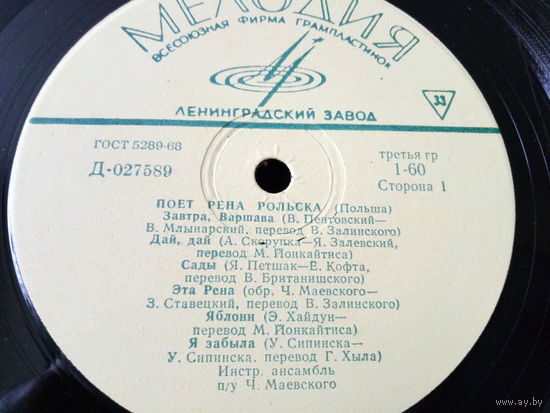 МЕЛОДИЯ
ВСЕСОЮЗНАЯ ФИРМА ГРАМПЛАСТИНОК
33
ЛЕНИНГРАДСКИЙ ЗАВОД
ГОСТ 5289-68
третья гр
Д-027589
1-60
Сторона 1
ПОЕТ РЕНА РОЛЬСКА (Польша)
Завтра, Варшава (В. Пентовский—
В. Млынарский, перевод В. Залинского)
Дай, дай (А. Скорупка—Я. Залевский,
перевод М. Йонкайтиса)
Сады (Я. Петшак—Е. Кофта,
перевод В. Британишского)
Эта Рена (обр. Ч. Маевского—
З. Ставецкий, перевод В. Залинского)
Яблони (Э. Хайдун—
перевод М. Йонкайтиса)
Я забыла (У. Сипинска—
У. Сипинска, перевод Г. Хыла)
Инстр. ансамбль
п/у Ч. Маевского
www.ay.by